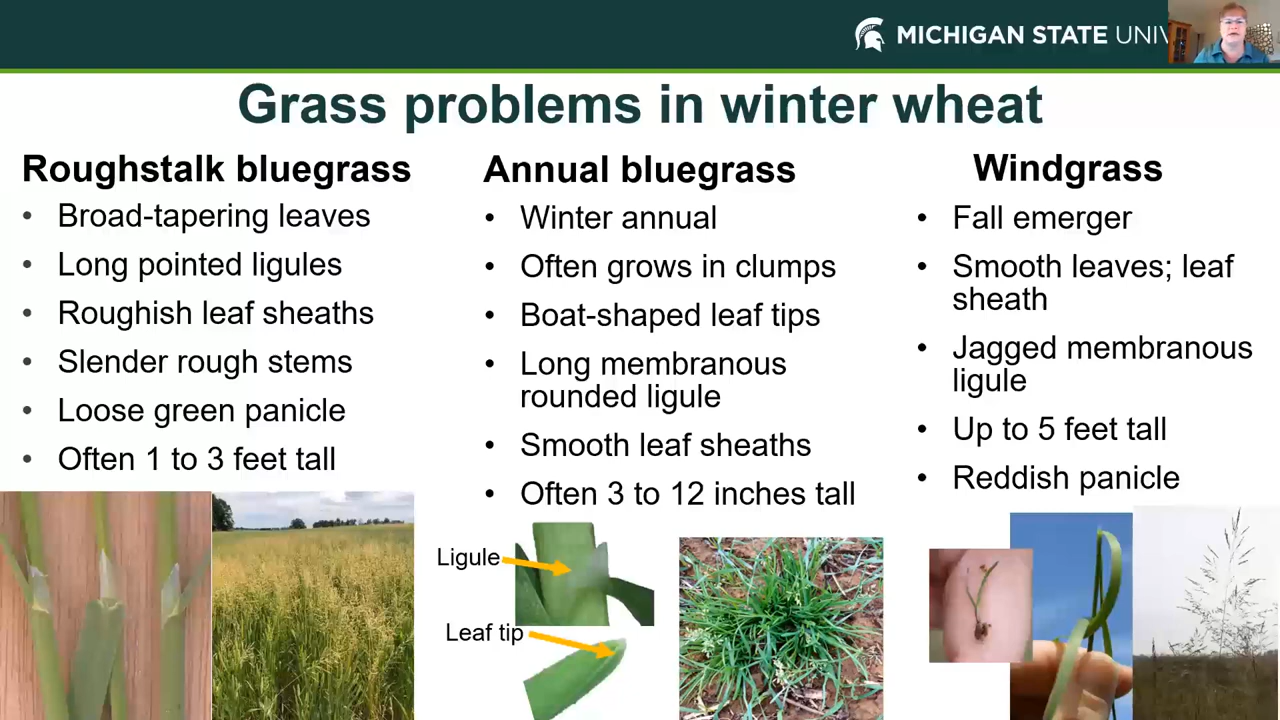 MICHIGAN STATE UNIV
Grass problems in winter wheat
Roughstalk bluegrass
• Broad-tapering leaves
• Long pointed ligules
• Roughish leaf sheaths
• Slender rough stems
• Loose green panicle
• Often 1 to 3 feet tall
Annual bluegrass
• Winter annual
• Often grows in clumps
• Boat-shaped leaf tips
• Long membranous
rounded ligule
• Smooth leaf sheaths
• Often 3 to 12 inches tall
Ligule
Leaf tip
Windgrass
• Fall emerger
• Smooth leaves; leaf
sheath
• Jagged membranous
ligule
• Up to 5 feet tall
• Reddish panicle